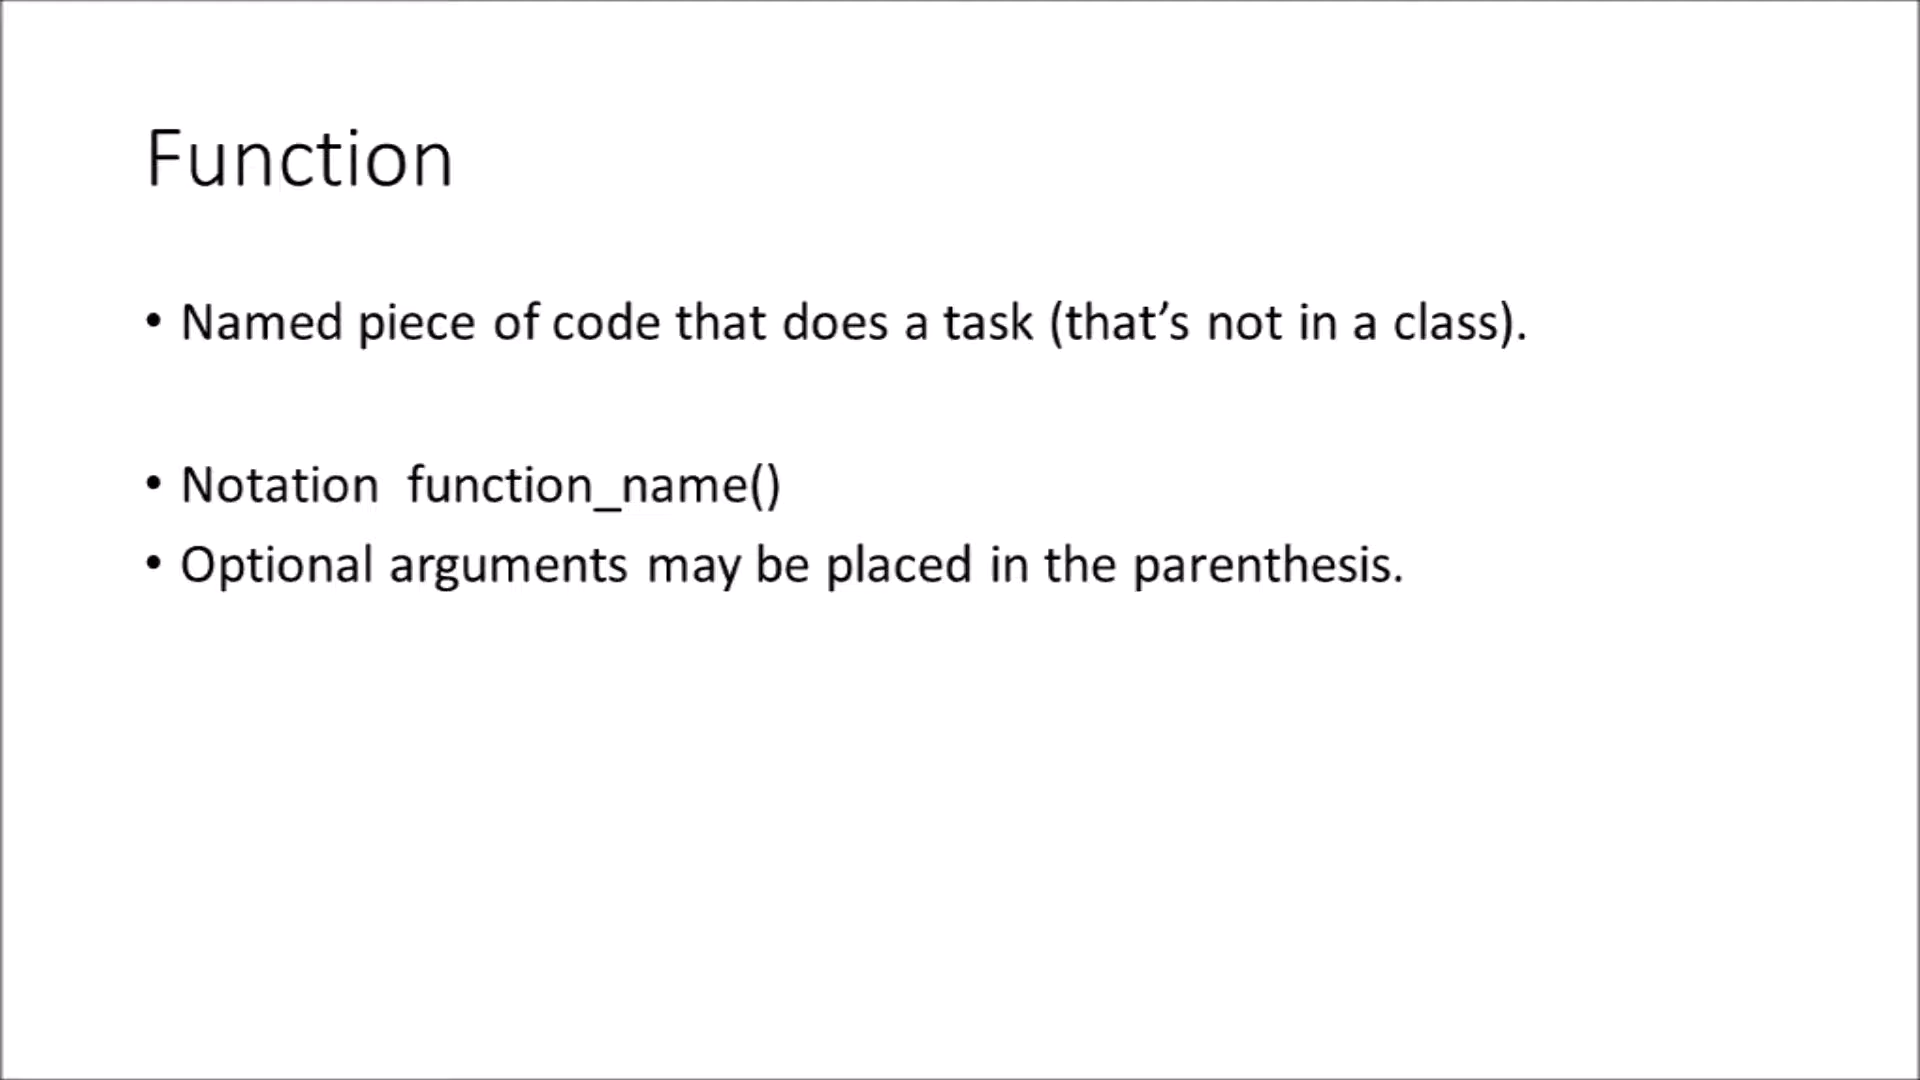 Function
• Named piece of code that does a task (that’s not in a class).
• Notation  function_name()
• Optional arguments may be placed in the parenthesis.